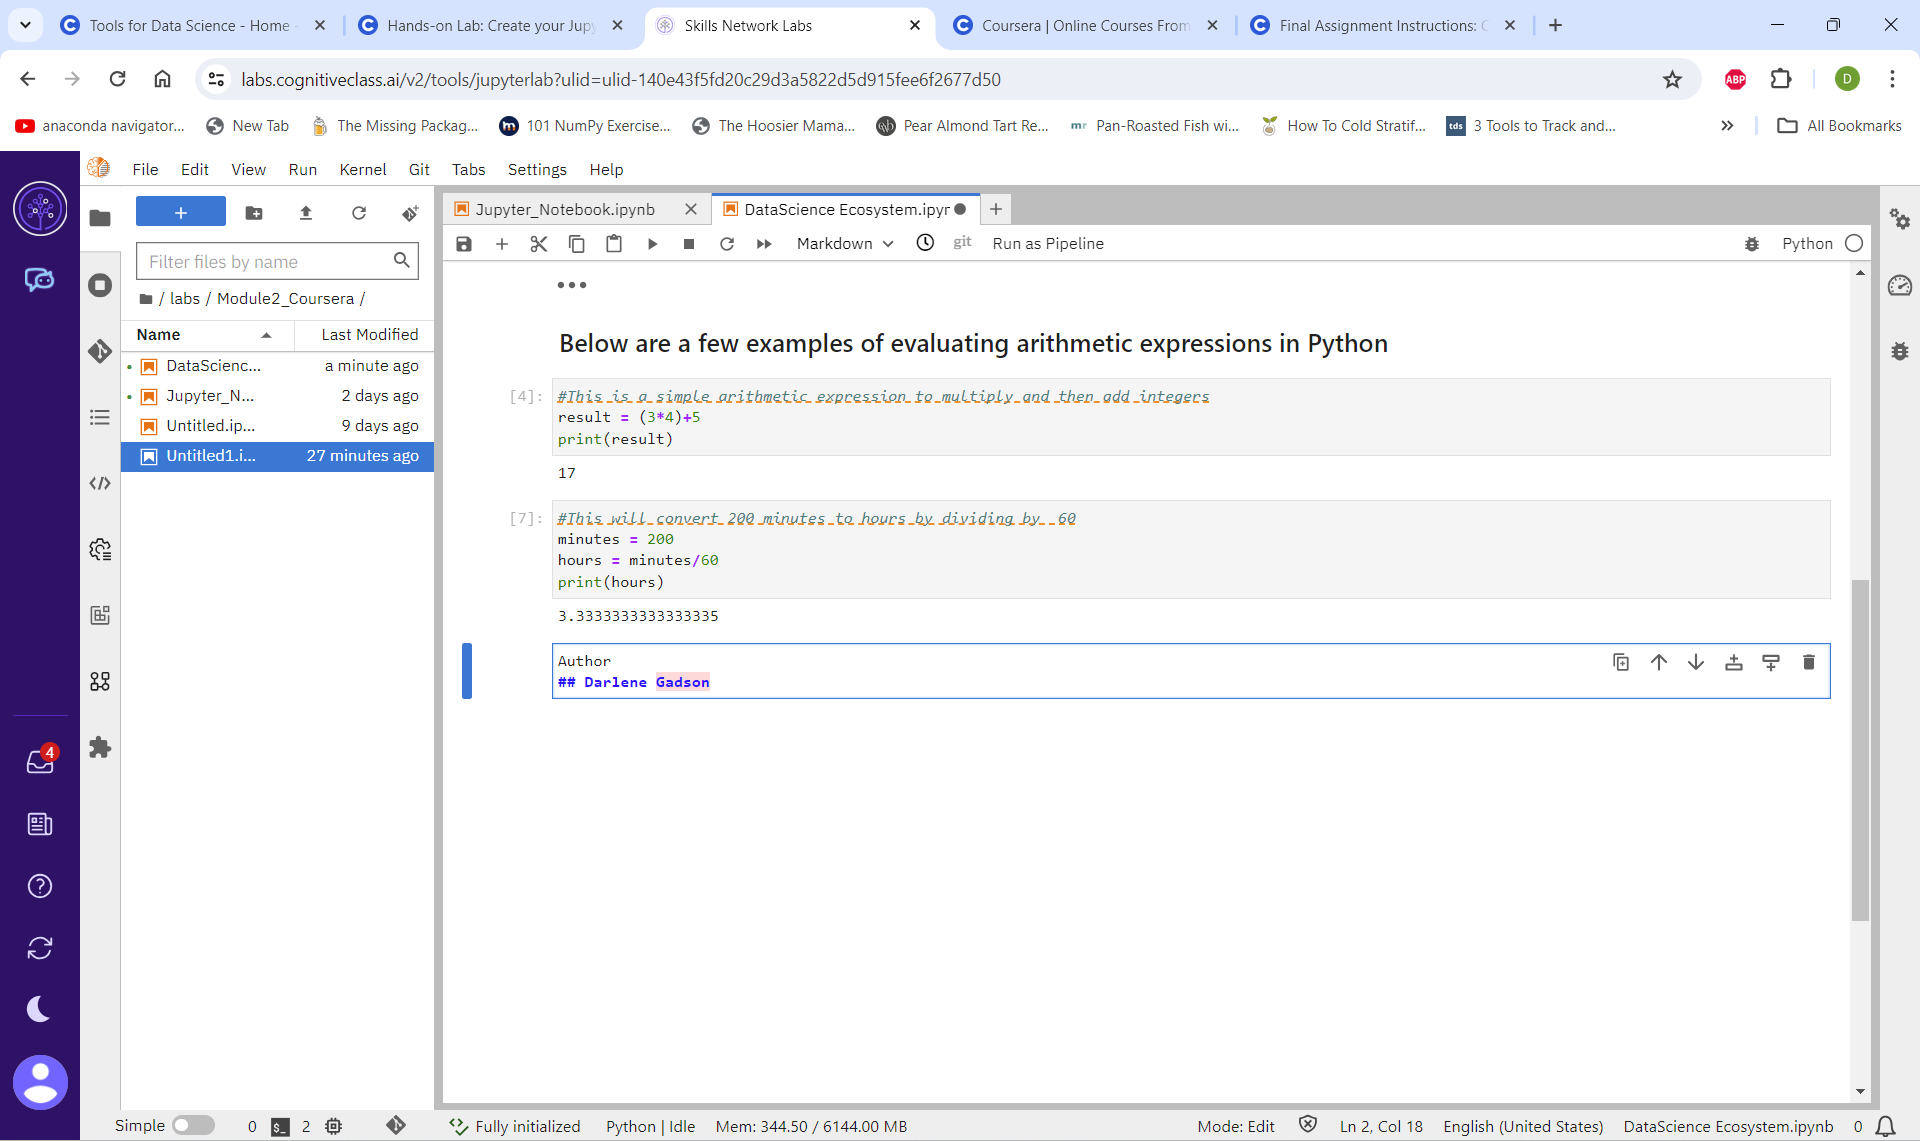 Tools for Data Science - Home -
Hands-on Lab: Create your Jupy
Skills Network Labs
Coursera | Online Courses From
Final Assignment Instructions: C
labs.cognitiveclass.ai/v2/tools/jupyterlab?ulid=ulid-140e43f5fd20c29d3a5822d5d915fee6f2677d50
ABP
D
anaconda navigator...
New Tab
The Missing Packag...
m
101 NumPy Exercise...
The Hoosier Mama...
Pear Almond Tart Re...
mr
Pan-Roasted Fish wi...
How To Cold Stratif...
tds
3 Tools to Track and...
All Bookmarks
File Edit View Run Kernel Git Tabs Settings Help
Jupyter_Notebook.ipynb
DataScience Ecosystem.ipyr
Markdown
git
Run as Pipeline
Python
Filter files by name
/ labs / Module2_Coursera /
Name Last Modified
DataScienc... a minute ago
Jupyter_N... 2 days ago
Untitled.ip... 9 days ago
Untitled1.i... 27 minutes ago
Below are a few examples of evaluating arithmetic expressions in Python
[4]: #This is a simple arithmetic expression to multiply and then add integers
result = (3*4)+5
print(result)
17
[7]: #This will convert 200 minutes to hours by dividing by  60
minutes = 200
hours = minutes/60
print(hours)
3.3333333333333335
Author
## Darlene Gadson
4
Simple
0
2
Fully initialized
Python | Idle
Mem: 344.50 / 6144.00 MB
Mode: Edit
Ln 2, Col 18
English (United States)
DataScience Ecosystem.ipynb
0